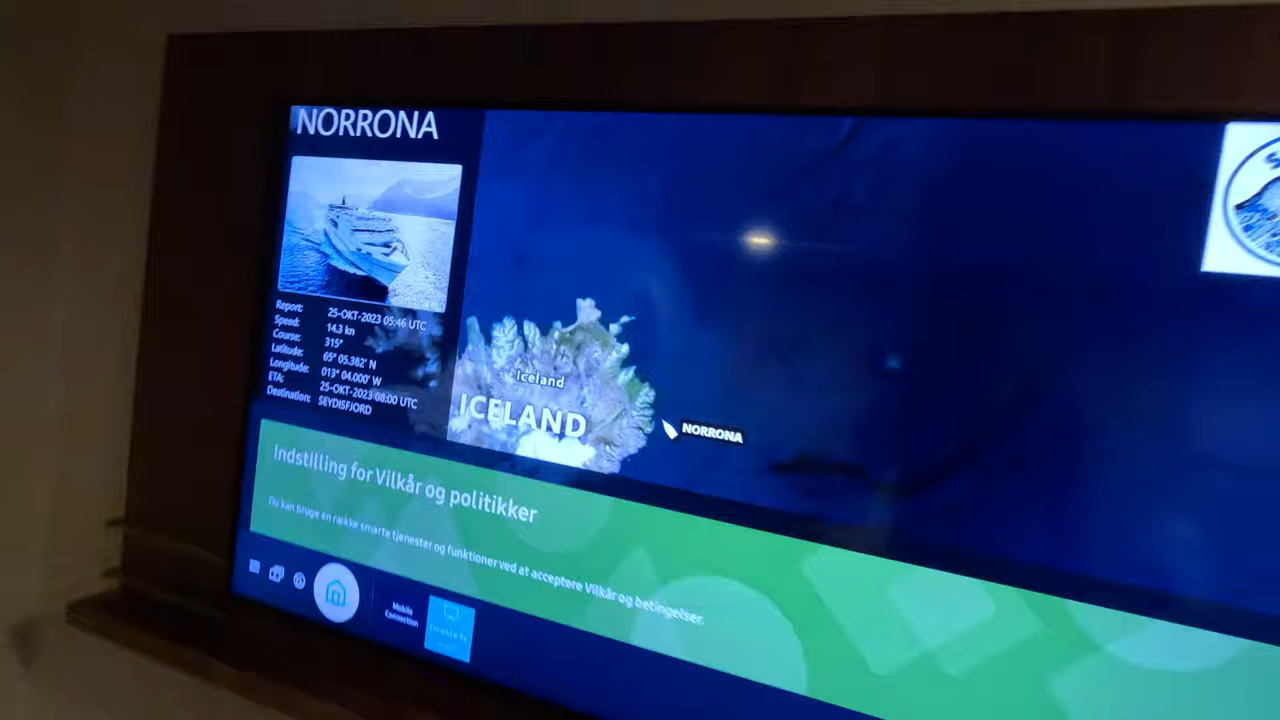 NORRONA
Report: 25-OKT-2023 05:46 UTC
Speed: 14.3 kn
Course: 315°
Latitude: 65° 05.382' N
Longitude: 013° 04.000' W
ETA: 25-OKT-2023 08:00 UTC
Destination: SEYDISFJORD
Iceland
ICELAND
NORRONA
Indstilling for Vilkår og politikker
Du kan bruge en række smarte tjenester og funktioner ved at acceptere Vilkår og betingelser.
Mobile
Connection